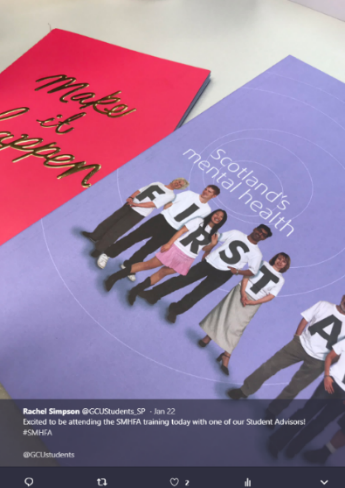 Make
it
happen
Scotland's
mental health
FIRST
A
Rachel Simpson @GCUStudents_SP · Jan 22
Excited to be attending the SMHFA training today with one of our Student Advisors!
#SMHFA
@GCUstudents
2